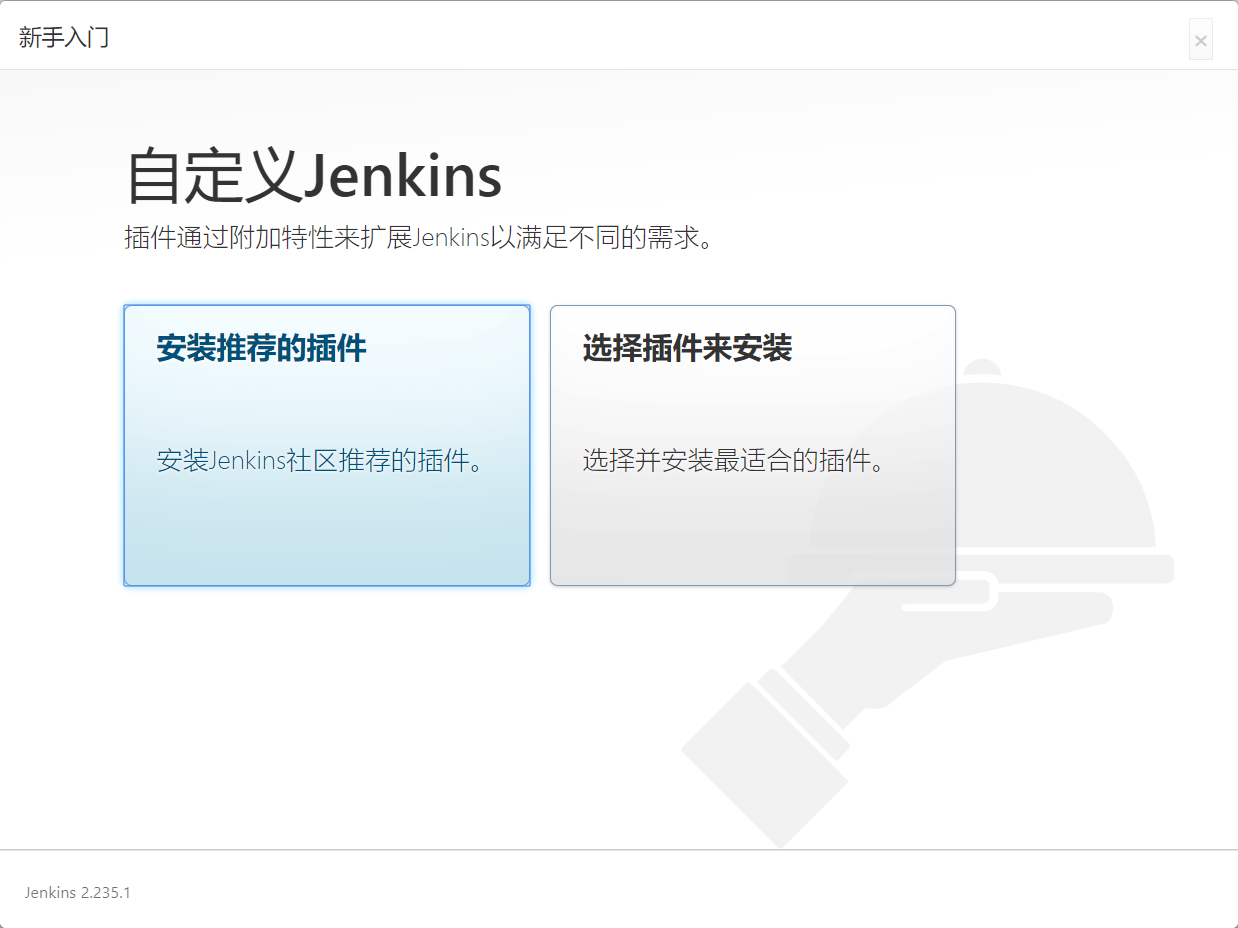 新手入门
×
自定义Jenkins
插件通过附加特性来扩展Jenkins以满足不同的需求。
安装推荐的插件
安装Jenkins社区推荐的插件。
选择插件来安装
选择并安装最适合的插件。
Jenkins 2.235.1